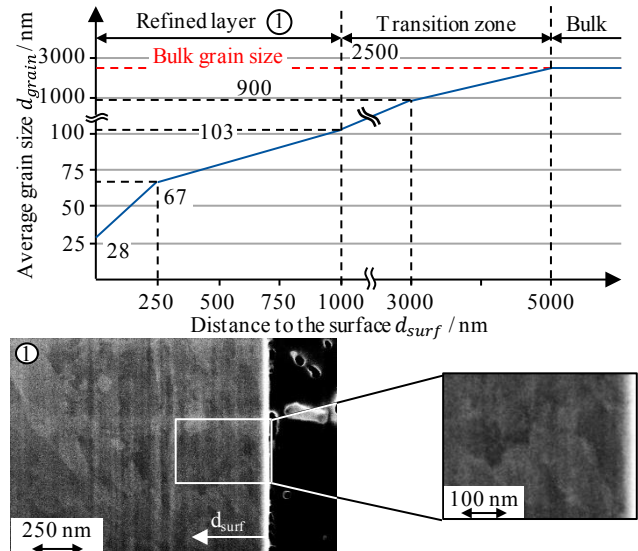 Refined layer ① Transition zone Bulk
Average grain size d_grain / nm
3000
Bulk grain size
2500
1000
900
100
103
75
67
50
25
28
250 500 750 1000 3000 5000
Distance to the surface d_surf / nm
①
d_surf
250 nm
100 nm